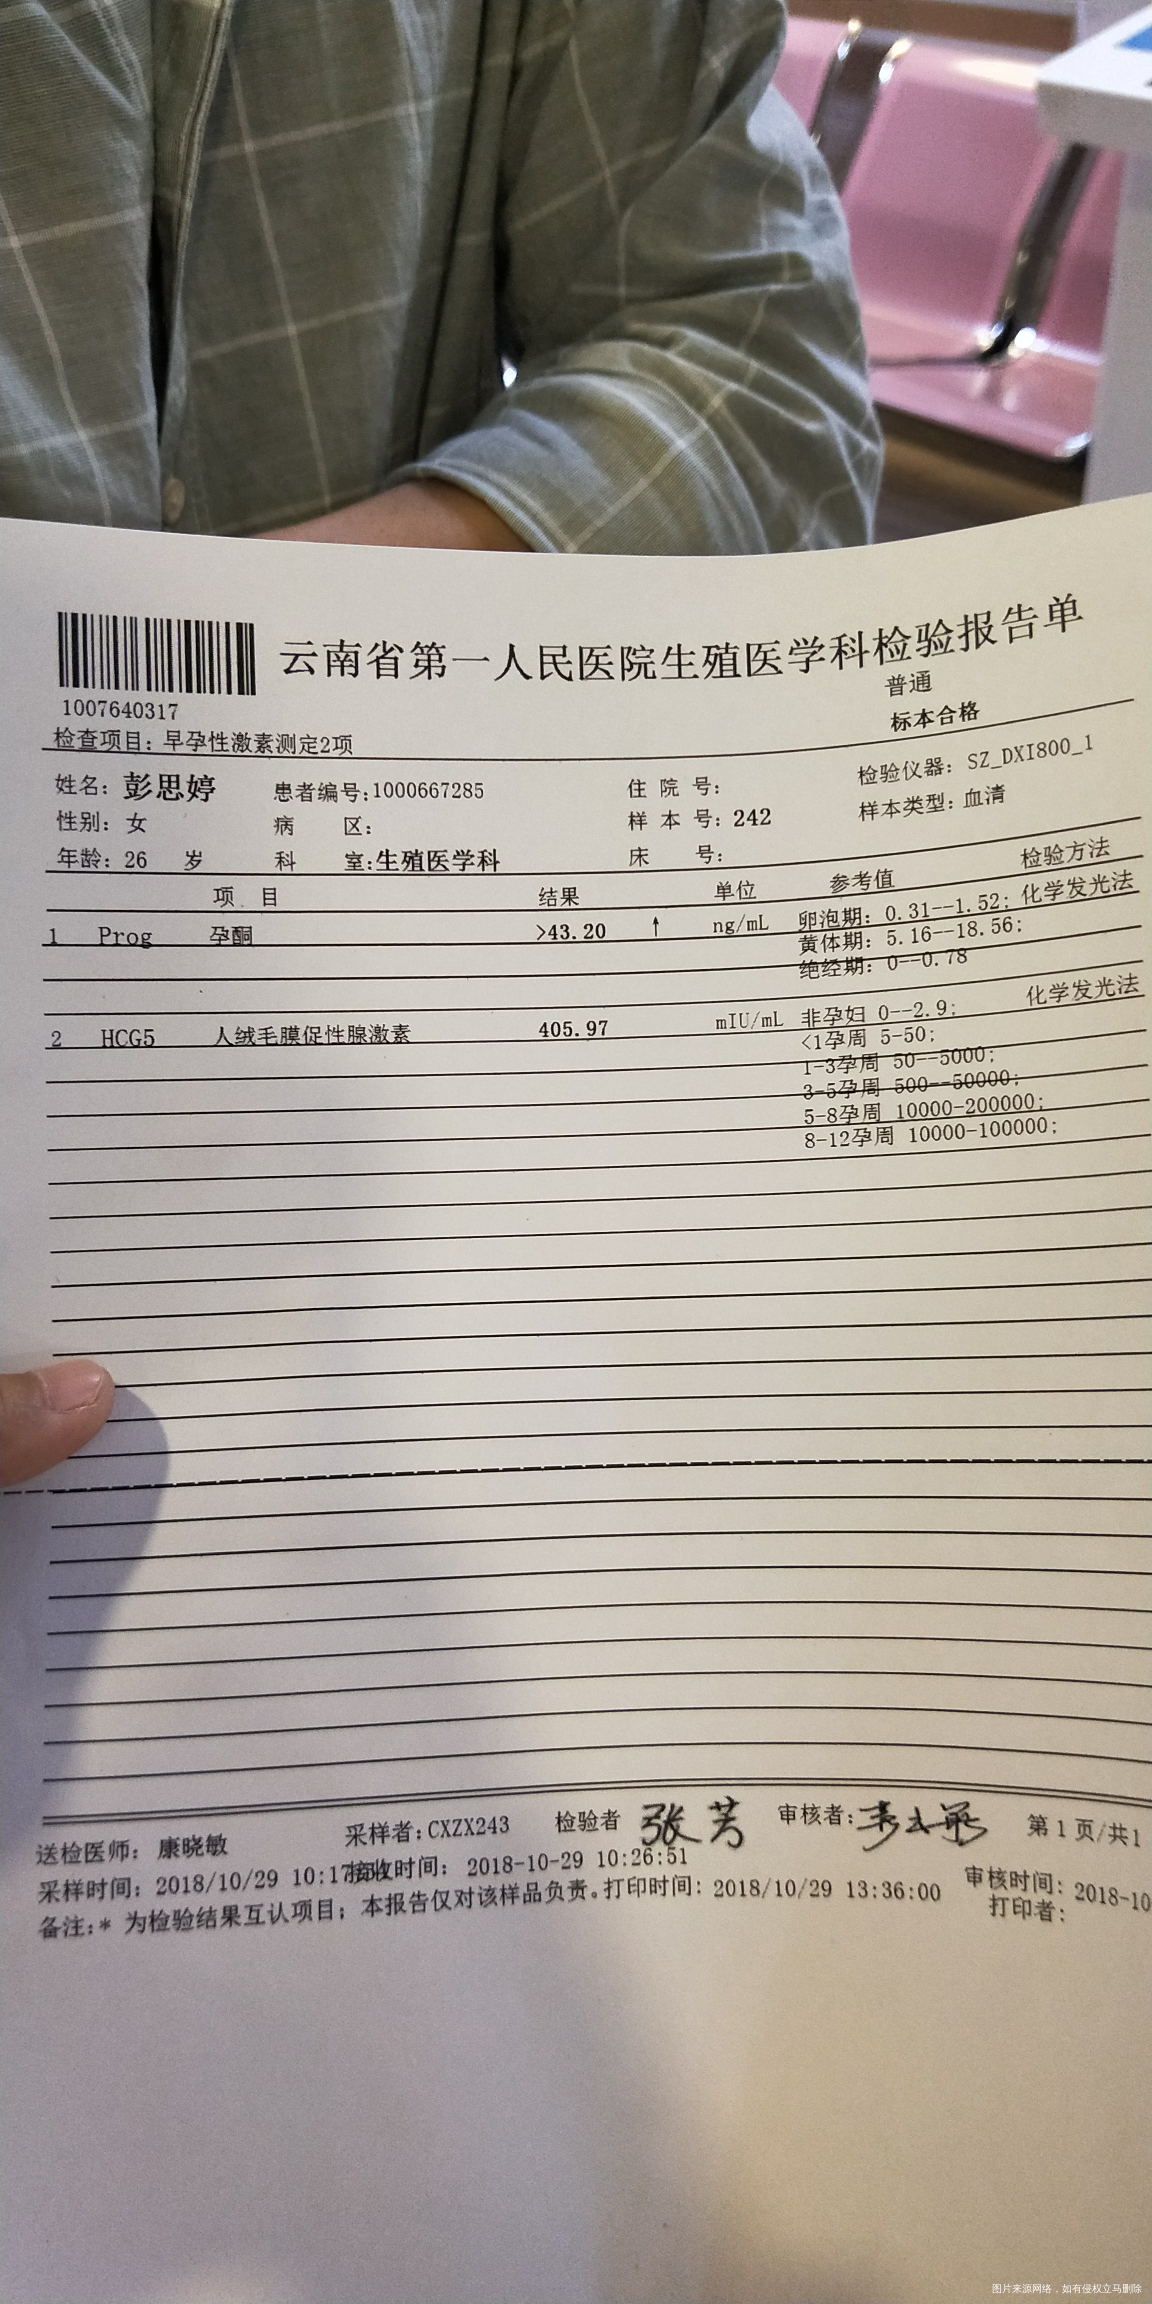 云南省第一人民医院生殖医学科检验报告单
1007640317
普通
检查项目：早孕性激素测定2项
标本合格
姓名：彭思婷 患者编号：1000667285 住院号： 检验仪器：SZ_DXI800_1
性别：女 病区： 样本号：242 样本类型：血清
年龄：26 岁 科室：生殖医学科 床号：
项目 结果 单位 参考值 检验方法
1 Prog 孕酮 >43.20 ↑ ng/mL 卵泡期：0.31--1.52; 化学发光法
黄体期：5.16--18.56;
绝经期：0--0.78
2 HCG5 人绒毛膜促性腺激素 405.97 mIU/mL 非孕妇 0--2.9; 化学发光法
<1孕周 5-50;
1-3孕周 50--5000;
3-5孕周 500--50000;
5-8孕周 10000-200000;
8-12孕周 10000-100000;
送检医师：康晓敏 采样者：CXZX243 检验者 张芳 审核者： 第 1 页/共1
采样时间：2018/10/29 10:17 接收时间：2018-10-29 10:26:51 审核时间：2018-10
备注：* 为检验结果互认项目；本报告仅对该样品负责。打印时间：2018/10/29 13:36:00 打印者：
图片来源网络，如有侵权立马删除